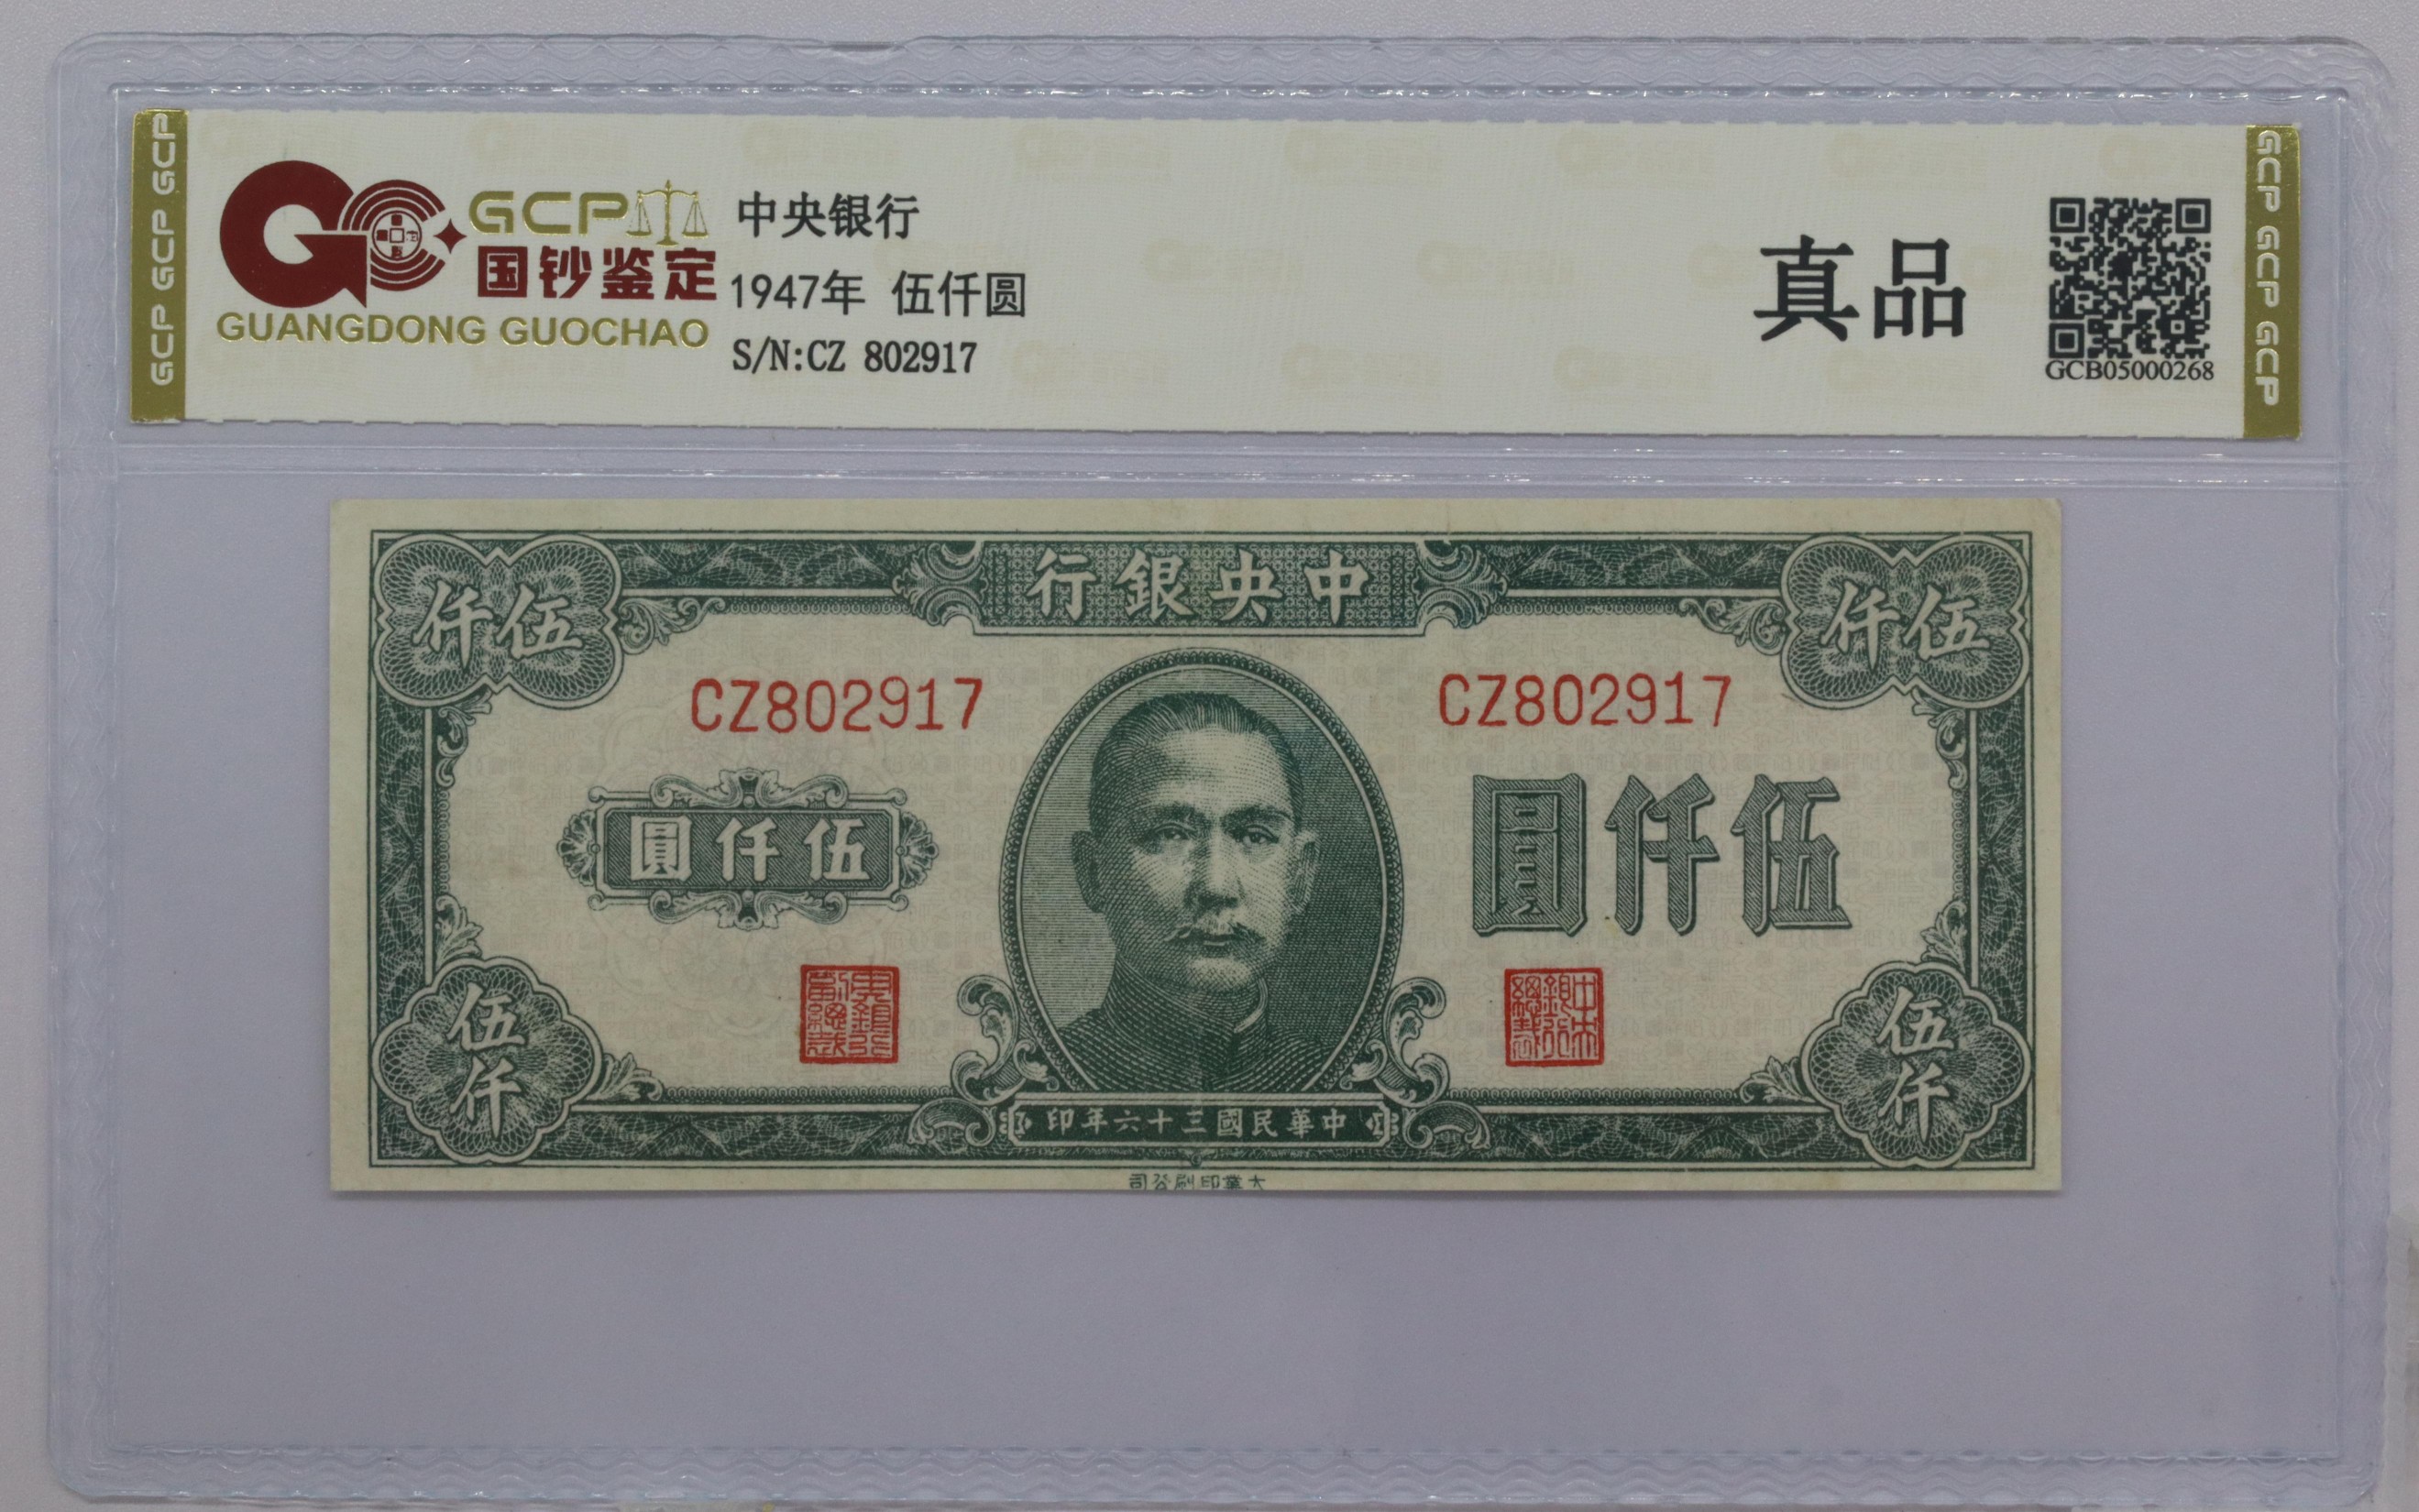 GCP GCP GCP
GCP
国钞鉴定
GUANGDONG GUOCHAO
中央银行
1947年 伍仟圆
S/N:CZ 802917
真品
GCB05000268
GCP GCP GCP
中央銀行
伍仟
伍仟
CZ802917
CZ802917
伍仟圓
伍仟圓
伍仟
伍仟
中華民國三十六年印
大業印刷公司